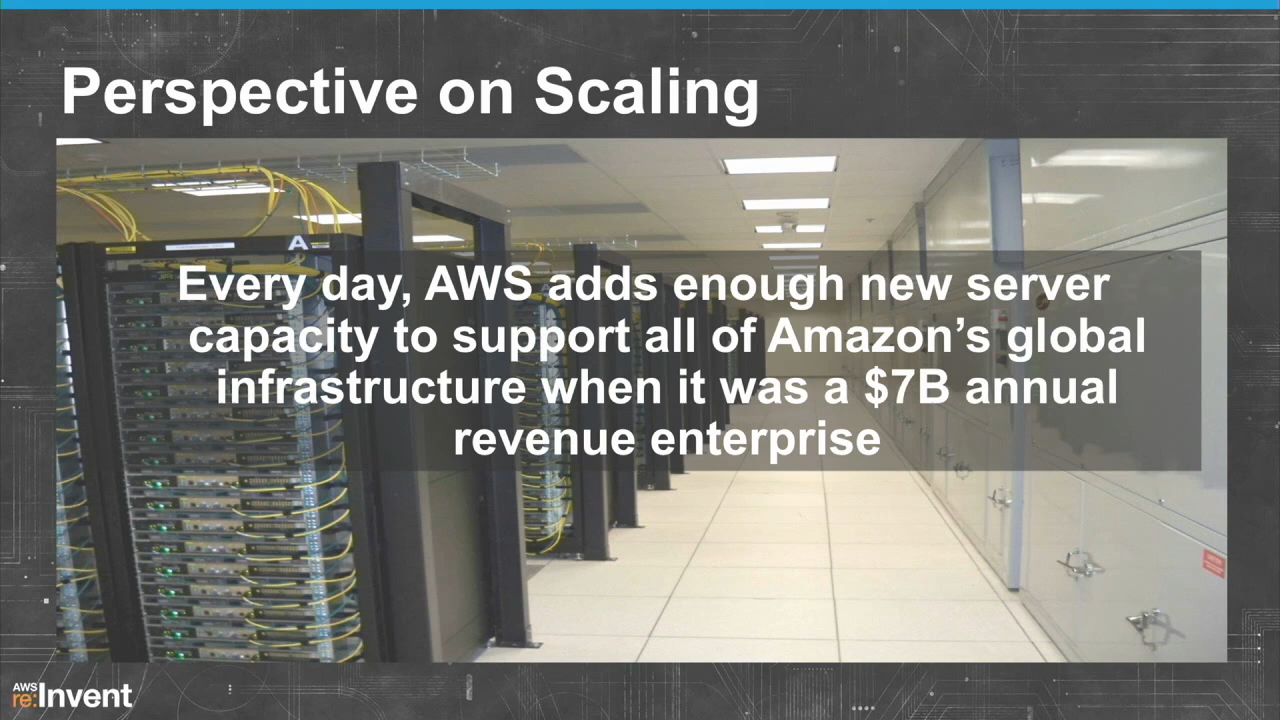 Perspective on Scaling
A
Every day, AWS adds enough new server
capacity to support all of Amazon’s global
infrastructure when it was a $7B annual
revenue enterprise
AWS
re:Invent